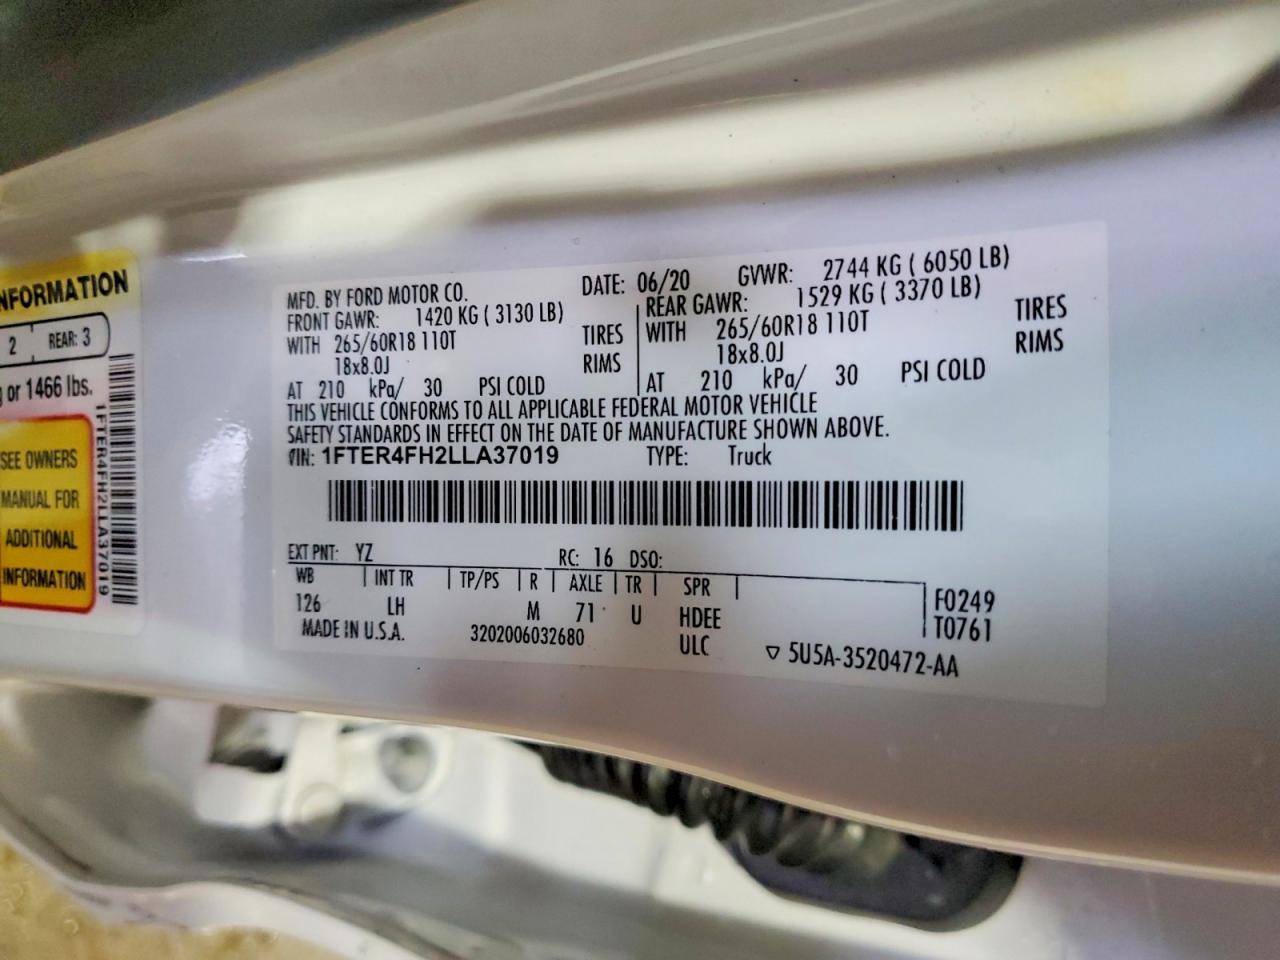 NFORMATION
2 REAR: 3
or 1466 lbs.
SEE OWNERS
MANUAL FOR
ADDITIONAL
INFORMATION
1FTER4FH2LLA37019
MFD. BY FORD MOTOR CO. DATE: 06/20 GVWR: 2744 KG ( 6050 LB)
FRONT GAWR: 1420 KG ( 3130 LB) REAR GAWR: 1529 KG ( 3370 LB)
WITH 265/60R18 110T TIRES WITH 265/60R18 110T TIRES
18x8.0J RIMS 18x8.0J RIMS
AT 210 kPa/ 30 PSI COLD AT 210 kPa/ 30 PSI COLD
THIS VEHICLE CONFORMS TO ALL APPLICABLE FEDERAL MOTOR VEHICLE
SAFETY STANDARDS IN EFFECT ON THE DATE OF MANUFACTURE SHOWN ABOVE.
VIN: 1FTER4FH2LLA37019 TYPE: Truck
EXT PNT: YZ RC: 16 DSO:
WB INT TR TP/PS R AXLE TR SPR
126 LH M 71 U HDEE F0249
ULC T0761
MADE IN U.S.A. 3202006032680 ▽ 5U5A-3520472-AA